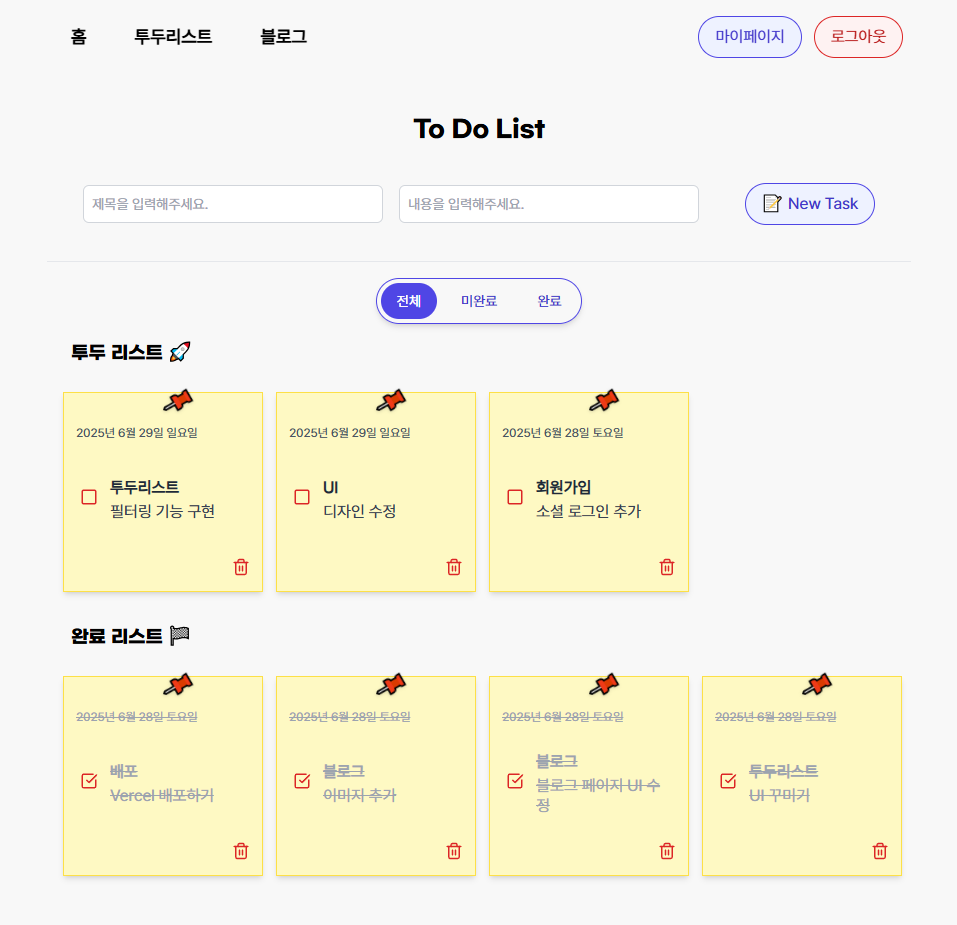 홈 투두리스트 블로그 마이페이지 로그아웃
To Do List
제목을 입력해주세요. 내용을 입력해주세요. New Task
전체 미완료 완료
투두 리스트 🚀
2025년 6월 29일 일요일
투두리스트
필터링 기능 구현
2025년 6월 29일 일요일
UI
디자인 수정
2025년 6월 28일 토요일
회원가입
소셜 로그인 추가
완료 리스트 🏁
2025년 6월 28일 토요일
배포
Vercel 배포하기
2025년 6월 28일 토요일
블로그
이미지 추가
2025년 6월 28일 토요일
블로그
블로그 페이지 UI 수
정
2025년 6월 28일 토요일
투두리스트
UI 꾸미기